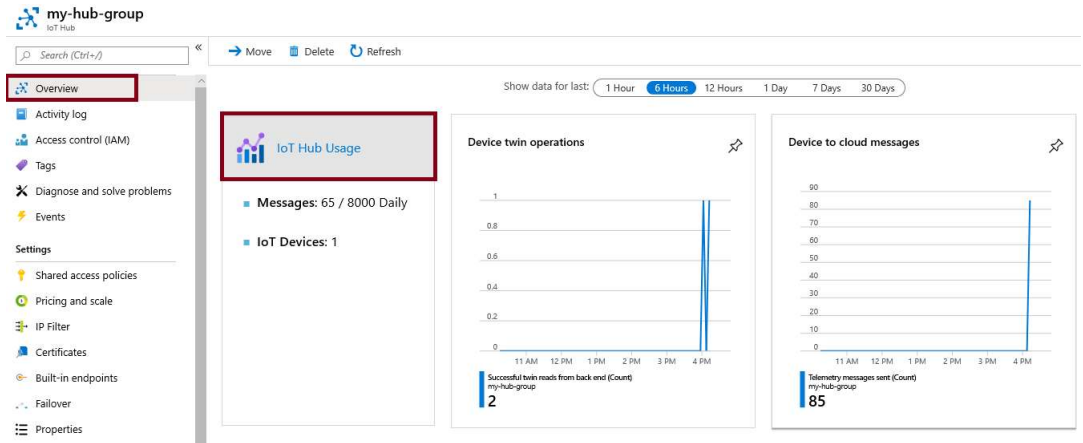 my-hub-group
IoT Hub
Search (Ctrl+/)
«
Overview
Activity log
Access control (IAM)
Tags
Diagnose and solve problems
Events
Settings
Shared access policies
Pricing and scale
IP Filter
Certificates
Built-in endpoints
Failover
Properties
Move Delete Refresh
Show data for last: 1 Hour 6 Hours 12 Hours 1 Day 7 Days 30 Days
IoT Hub Usage
Messages: 65 / 8000 Daily
IoT Devices: 1
Device twin operations
1
0.8
0.6
0.4
0.2
0
11 AM 12 PM 1 PM 2 PM 3 PM 4 PM
Successful twin reads from back end (Count)
my-hub-group
2
Device to cloud messages
90
80
70
60
50
40
30
20
10
0
11 AM 12 PM 1 PM 2 PM 3 PM 4 PM
Telemetry messages sent (Count)
my-hub-group
85